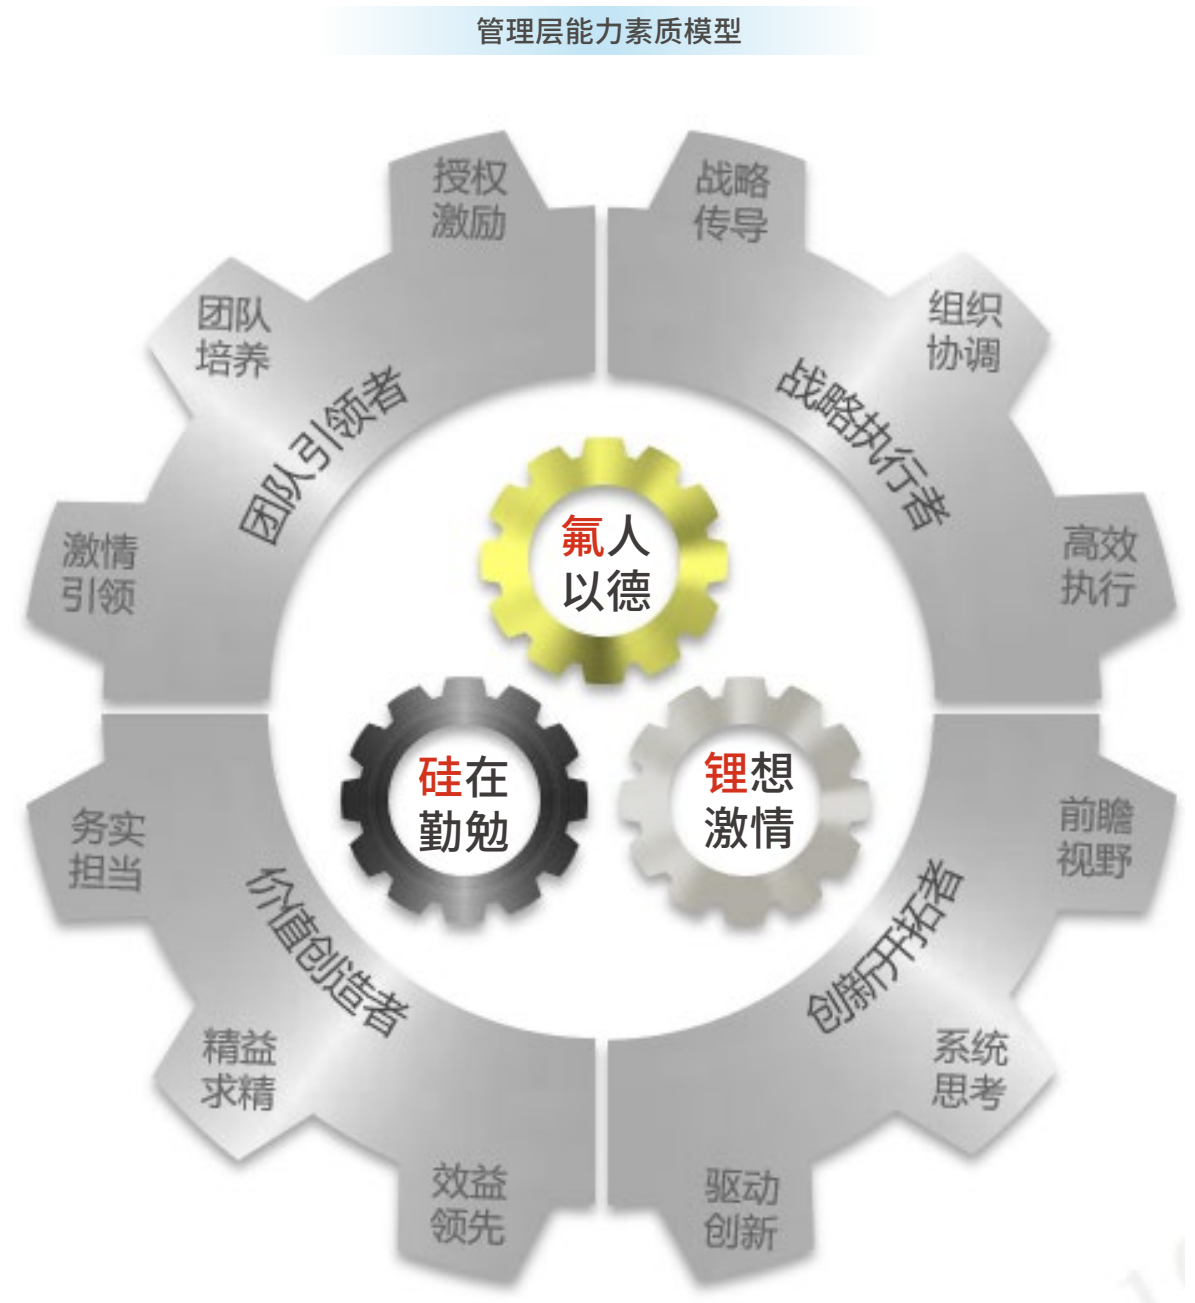 管理层能力素质模型
授权
激励
战略
传导
团队
培养
组织
协调
团队引领者
战略执行者
激情
引领
高效
执行
氟人
以德
硅在
勤勉
锂想
激情
务实
担当
前瞻
视野
价值创造者
创新开拓者
精益
求精
系统
思考
效益
领先
驱动
创新